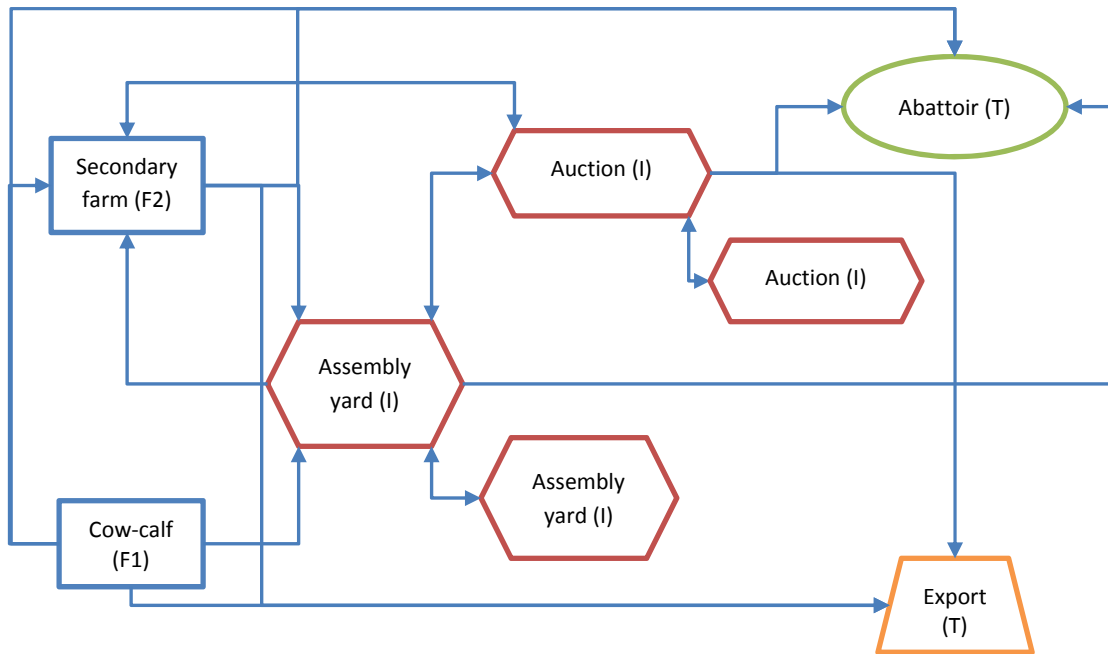 Abattoir (T)
Secondary
farm (F2)
Auction (I)
Auction (I)
Assembly
yard (I)
Assembly
yard (I)
Cow-calf
(F1)
Export
(T)